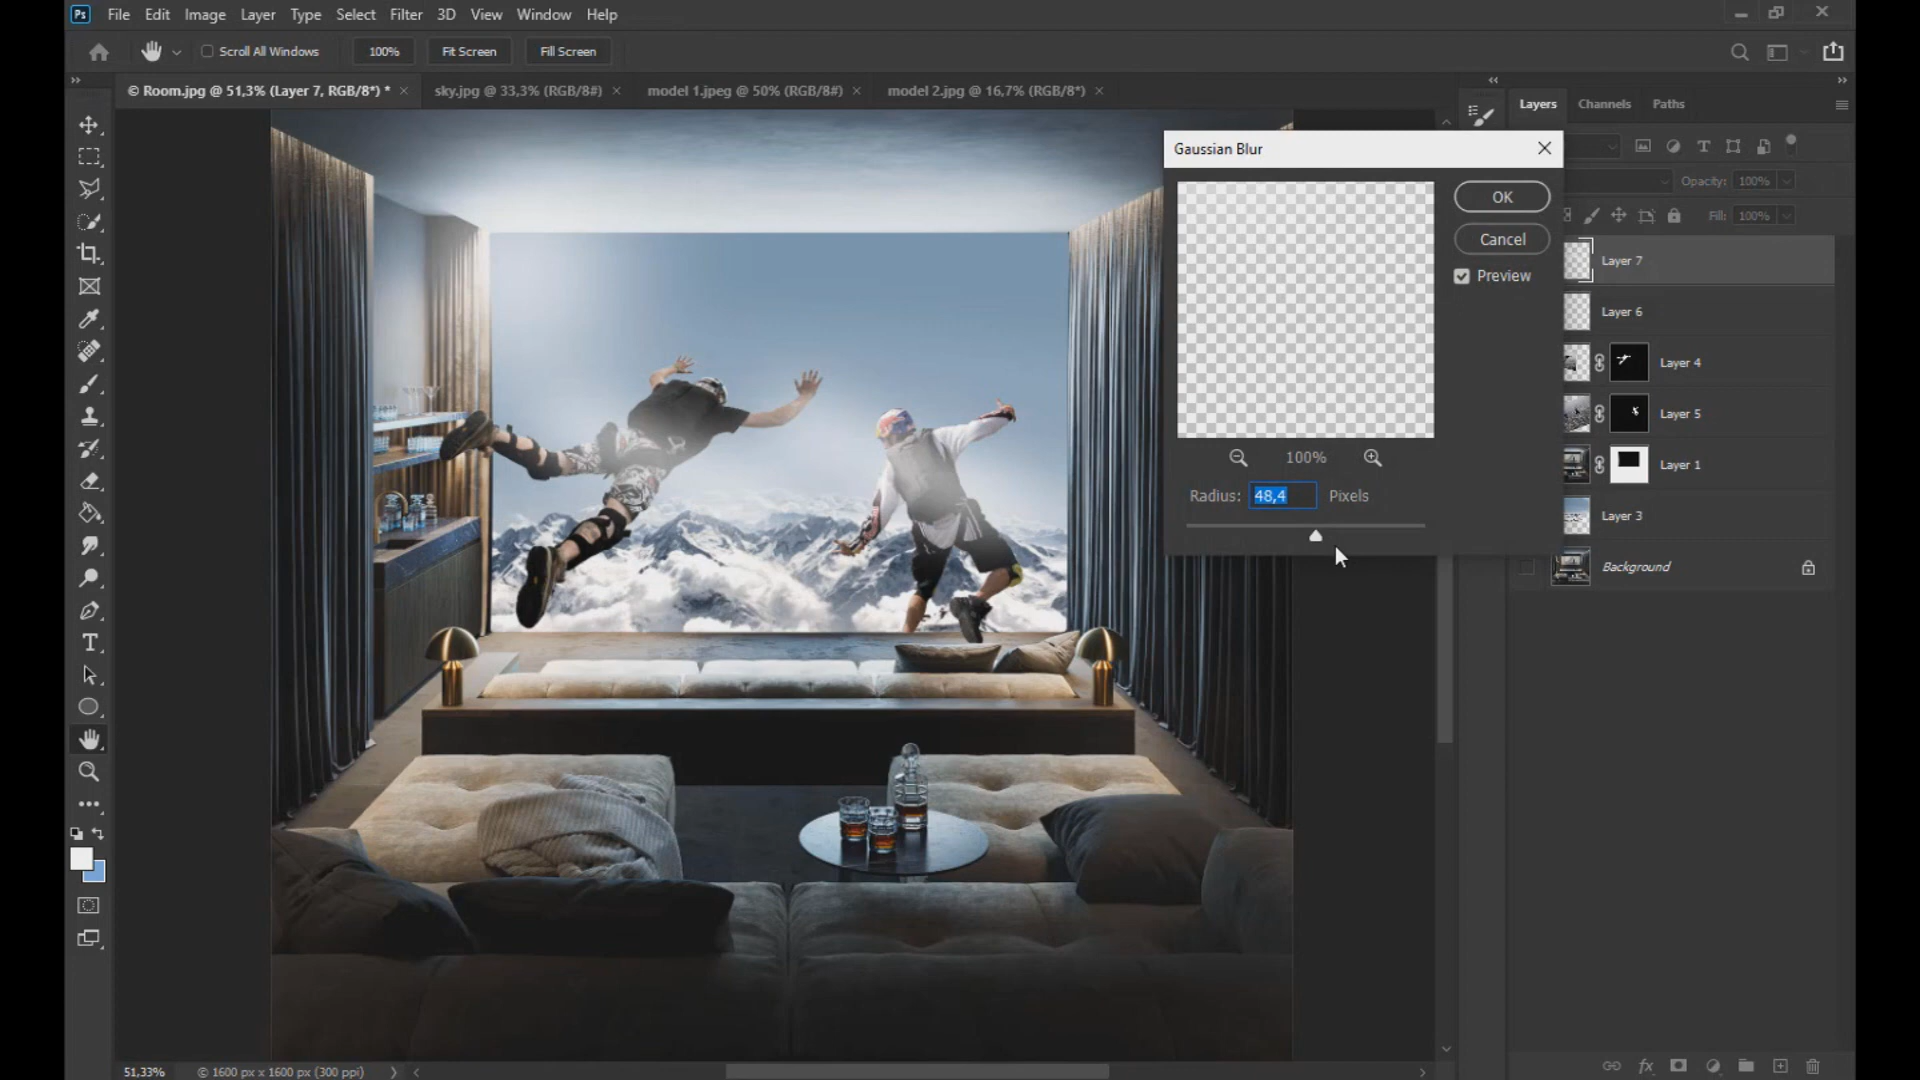 Ps File Edit Image Layer Type Select Filter 3D View Window Help
Scroll All Windows 100% Fit Screen Fill Screen
© Room.jpg @ 51,3% (Layer 7, RGB/8*) * sky.jpg @ 33,3% (RGB/8#) model 1.jpeg @ 50% (RGB/8#) model 2.jpg @ 16,7% (RGB/8*)
Layers Channels Paths
Gaussian Blur
OK
Cancel
Preview
100%
Radius: 48,4 Pixels
Opacity: 100%
Fill: 100%
Layer 7
Layer 6
Layer 4
Layer 5
Layer 1
Layer 3
Background
51,33% © 1600 px x 1600 px (300 ppi)